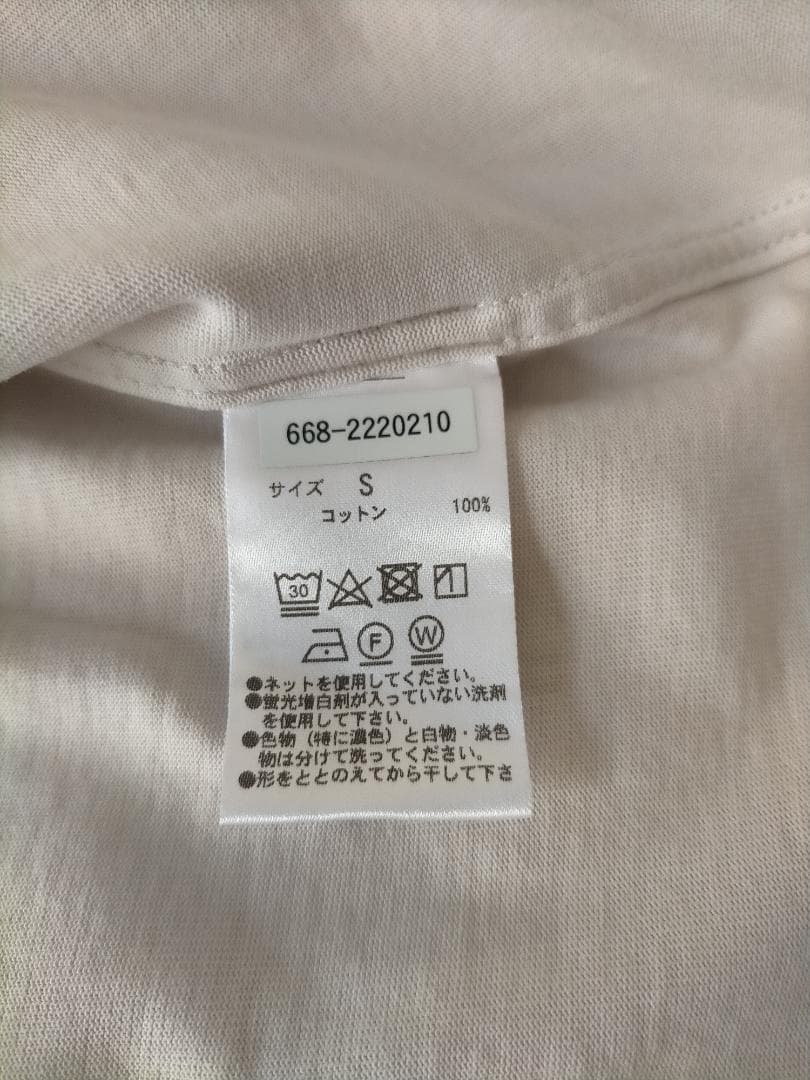 668-2220210
サイズ S
コットン 100%
30
F W
●ネットを使用してください。
●蛍光増白剤が入っていない洗剤
を使用して下さい。
●色物（特に濃色）と白物・淡色
物は分けて洗ってください。
●形をととのえてから干して下さ